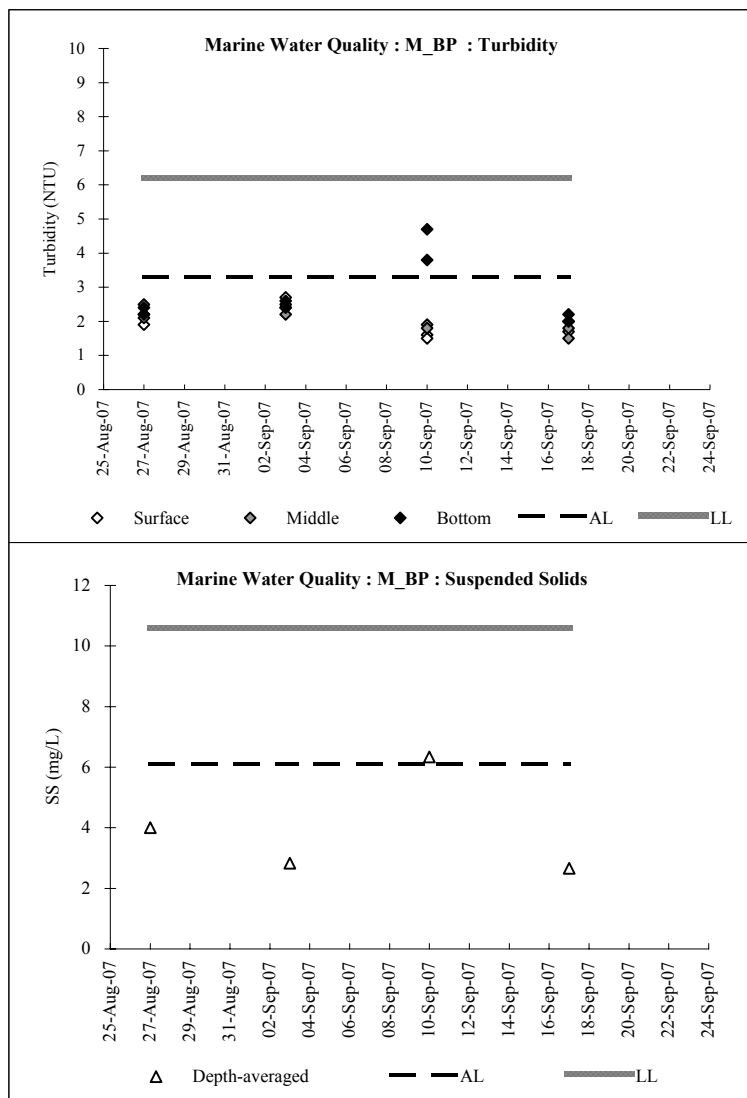 Marine Water Quality : M_BP : Turbidity
10
9
8
7
6
5
4
3
2
1
0
Turbidity (NTU)
25-Aug-07
27-Aug-07
29-Aug-07
31-Aug-07
02-Sep-07
04-Sep-07
06-Sep-07
08-Sep-07
10-Sep-07
12-Sep-07
14-Sep-07
16-Sep-07
18-Sep-07
20-Sep-07
22-Sep-07
24-Sep-07
Surface Middle Bottom AL LL
Marine Water Quality : M_BP : Suspended Solids
12
10
8
6
4
2
0
SS (mg/L)
25-Aug-07
27-Aug-07
29-Aug-07
31-Aug-07
02-Sep-07
04-Sep-07
06-Sep-07
08-Sep-07
10-Sep-07
12-Sep-07
14-Sep-07
16-Sep-07
18-Sep-07
20-Sep-07
22-Sep-07
24-Sep-07
Depth-averaged AL LL